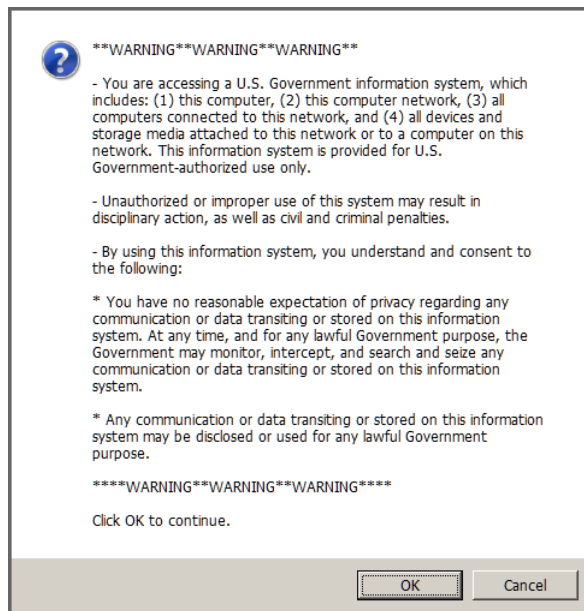 **WARNING**WARNING**WARNING**
- You are accessing a U.S. Government information system, which
includes: (1) this computer, (2) this computer network, (3) all
computers connected to this network, and (4) all devices and
storage media attached to this network or to a computer on this
network. This information system is provided for U.S.
Government-authorized use only.
- Unauthorized or improper use of this system may result in
disciplinary action, as well as civil and criminal penalties.
- By using this information system, you understand and consent to
the following:
* You have no reasonable expectation of privacy regarding any
communication or data transiting or stored on this information
system. At any time, and for any lawful Government purpose, the
Government may monitor, intercept, and search and seize any
communication or data transiting or stored on this information
system.
* Any communication or data transiting or stored on this information
system may be disclosed or used for any lawful Government
purpose.
****WARNING**WARNING**WARNING****
Click OK to continue.
OK Cancel